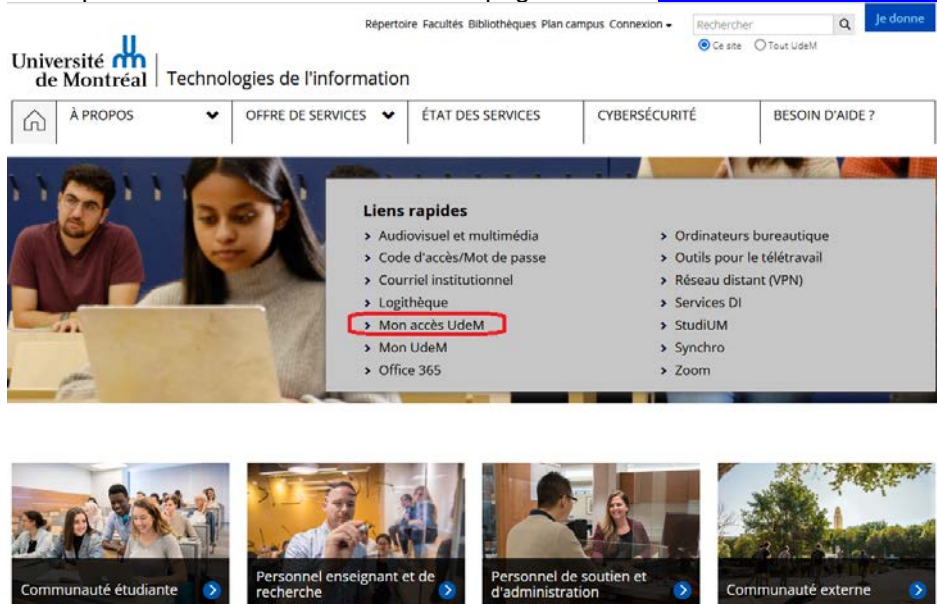 Répertoire Facultés Bibliothèques Plan campus Connexion
Rechercher
Je donne
Ce site
Tout UdeM
Université
de Montréal
Technologies de l'information
À PROPOS
OFFRE DE SERVICES
ÉTAT DES SERVICES
CYBERSÉCURITÉ
BESOIN D'AIDE ?
Liens rapides
Audiovisuel et multimédia
Code d'accès/Mot de passe
Courriel institutionnel
Logithèque
Mon accès UdeM
Mon UdeM
Office 365
Ordinateurs bureautique
Outils pour le télétravail
Réseau distant (VPN)
Services DI
StudiUM
Synchro
Zoom
Communauté étudiante
Personnel enseignant et de
recherche
Personnel de soutien et
d'administration
Communauté externe